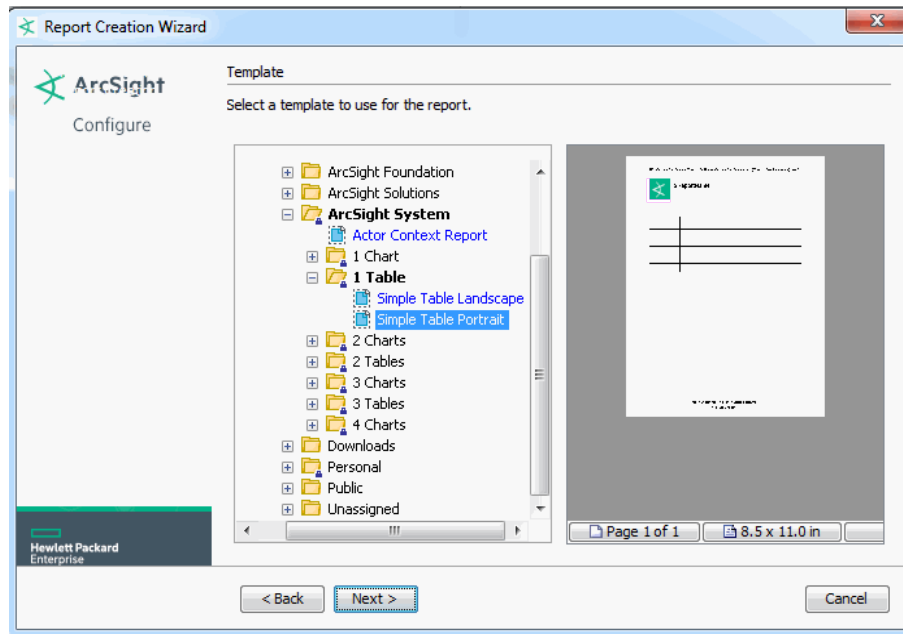 Report Creation Wizard
ArcSight
Configure
Template
Select a template to use for the report.
ArcSight Foundation
ArcSight Solutions
ArcSight System
Actor Context Report
1 Chart
1 Table
Simple Table Landscape
Simple Table Portrait
2 Charts
2 Tables
3 Charts
3 Tables
4 Charts
Downloads
Personal
Public
Unassigned
Page 1 of 1
8.5 x 11.0 in
Hewlett Packard
Enterprise
< Back
Next >
Cancel